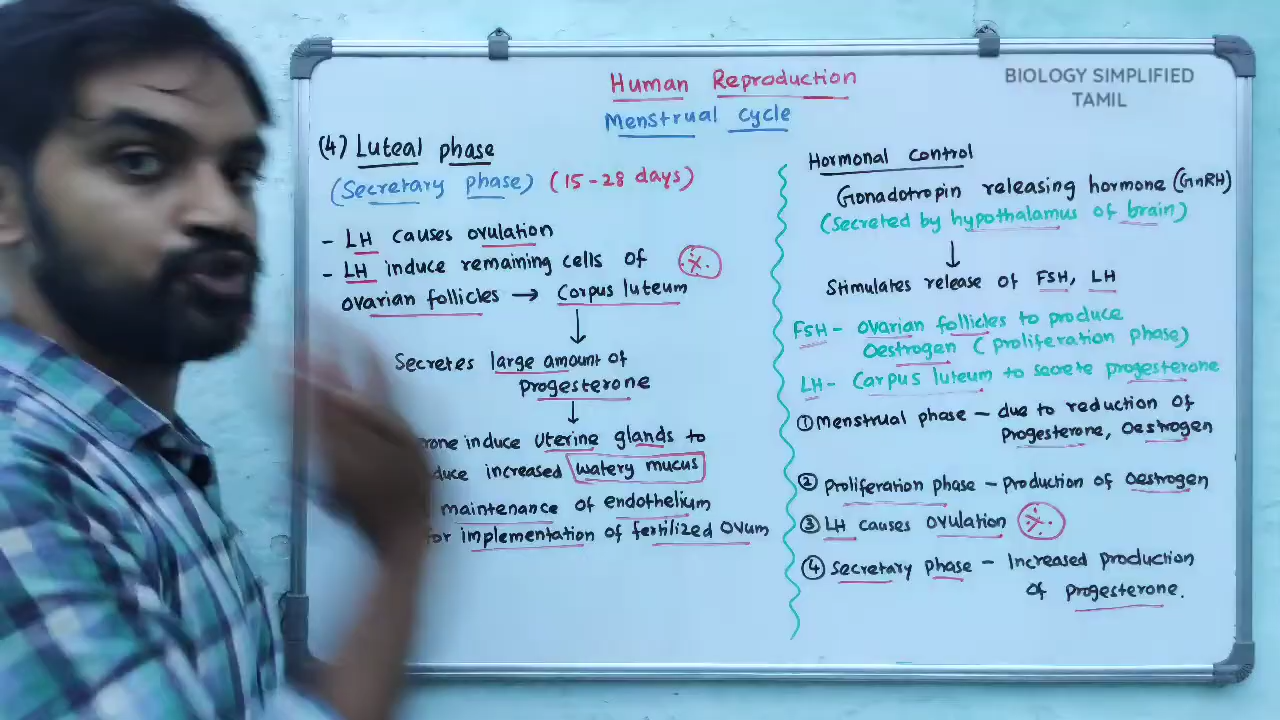 Human Reproduction
Menstrual cycle
BIOLOGY SIMPLIFIED
TAMIL
(4) Luteal phase
(Secretary phase) (15-28 days)
- LH causes ovulation
- LH induce remaining cells of
ovarian follicles → Corpus luteum
Secretes large amount of
Progesterone
induce uterine glands to
increased watery mucus
maintenance of endothelium
implementation of fertilized ovum
Hormonal control
Gonadotropin releasing hormone (GnRH)
(Secreted by hypothalamus of brain)
Stimulates release of FSH, LH
FSH- Ovarian follicles to produce
Oestrogen (proliferation phase)
LH- Carpus luteum to secrete progesterone
① Menstrual phase - due to reduction of
Progesterone, Oestrogen
② Proliferation phase - Production of Oestrogen
③ LH causes ovulation
④ Secretary phase - Increased production
of progesterone.